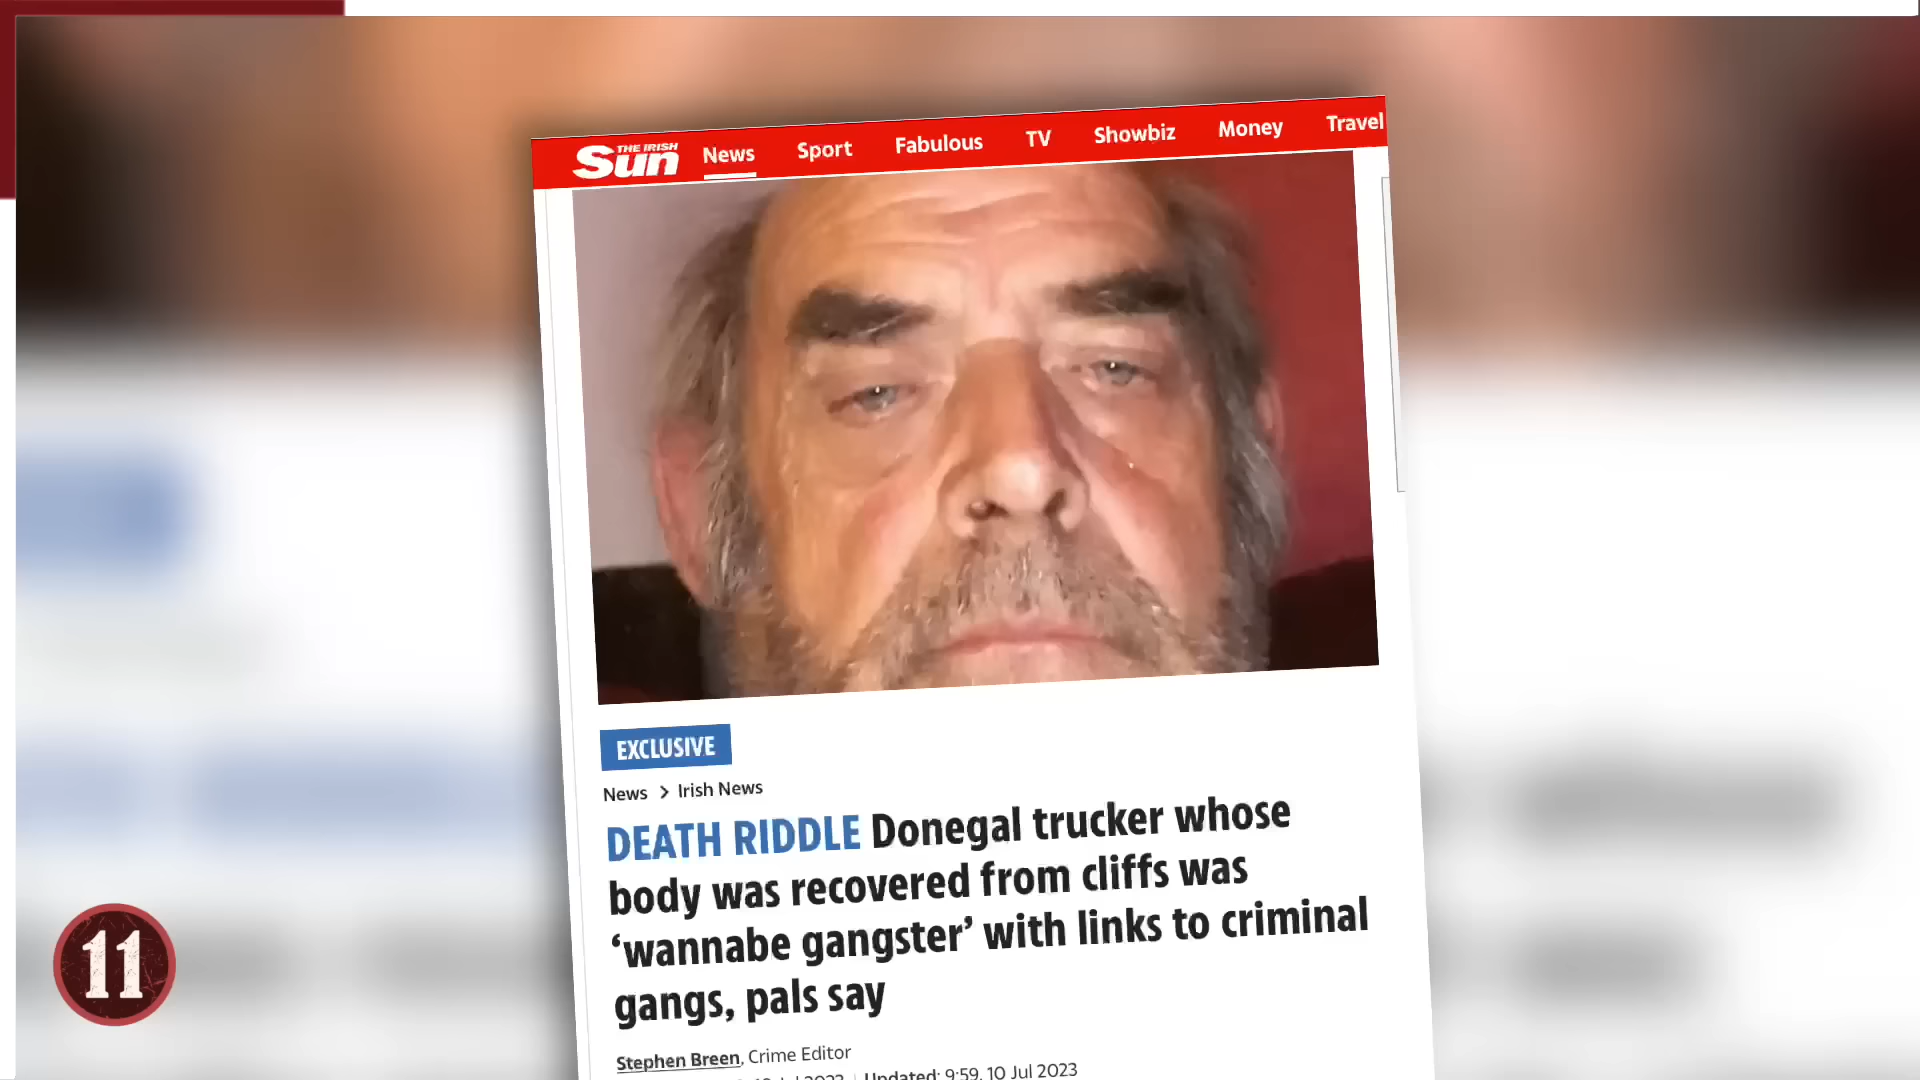 THE IRISH
Sun News Sport Fabulous TV Showbiz Money Travel
EXCLUSIVE
News > Irish News
DEATH RIDDLE Donegal trucker whose
body was recovered from cliffs was
‘wannabe gangster’ with links to criminal
gangs, pals say
Stephen Breen, Crime Editor
Updated: 9:59, 10 Jul 2023
11